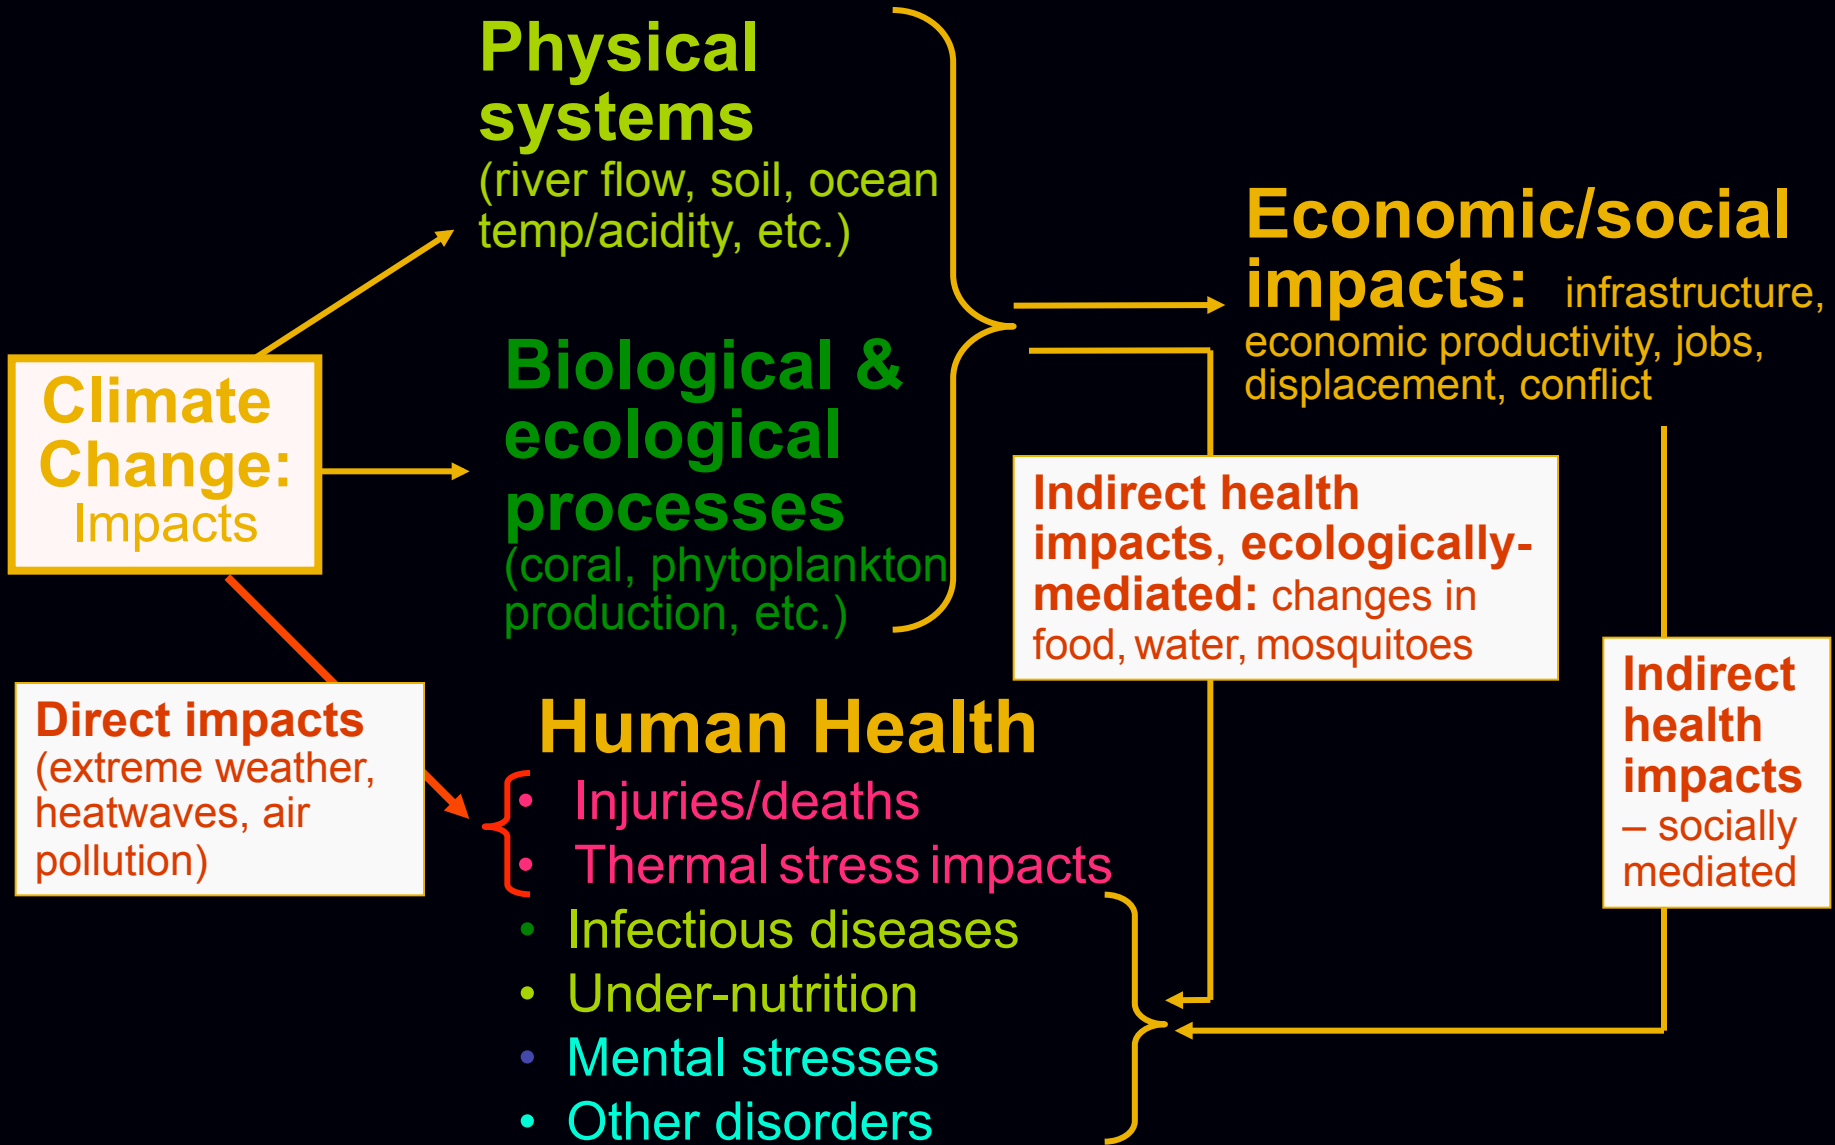 Physical
systems
(river flow, soil, ocean
temp/acidity, etc.)
Economic/social
impacts: infrastructure,
economic productivity, jobs,
displacement, conflict
Climate
Change:
Impacts
Biological &
ecological
processes
(coral, phytoplankton
production, etc.)
Indirect health
impacts, ecologically-
mediated: changes in
food, water, mosquitoes
Indirect
health
impacts
– socially
mediated
Direct impacts
(extreme weather,
heatwaves, air
pollution)
Human Health
• Injuries/deaths
• Thermal stress impacts
• Infectious diseases
• Under-nutrition
• Mental stresses
• Other disorders